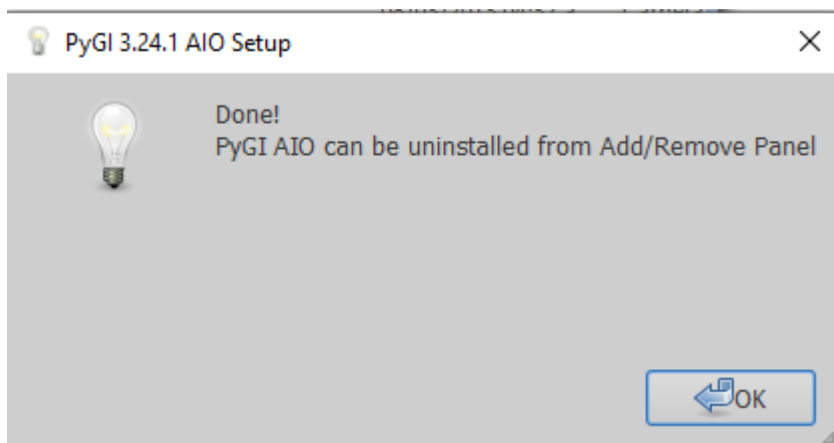 PyGI 3.24.1 AIO Setup
Done!
PyGI AIO can be uninstalled from Add/Remove Panel
OK